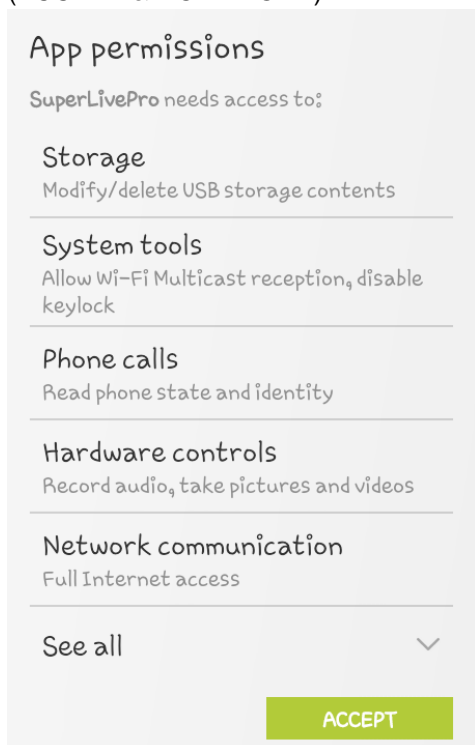 App permissions
SuperLivePro needs access to:
Storage
Modify/delete USB storage contents
System tools
Allow Wi-Fi Multicast reception, disable
keylock
Phone calls
Read phone state and identity
Hardware controls
Record audio, take pictures and videos
Network communication
Full Internet access
See all
ACCEPT